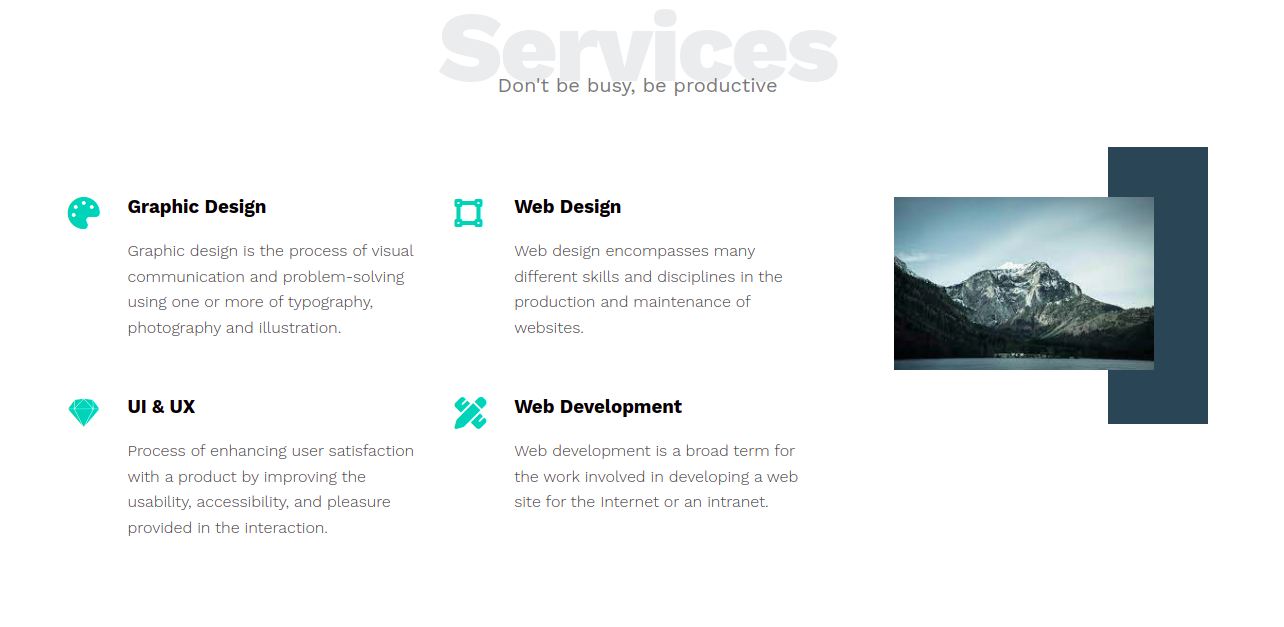 Services
Don't be busy, be productive
Graphic Design
Graphic design is the process of visual
communication and problem-solving
using one or more of typography,
photography and illustration.
Web Design
Web design encompasses many
different skills and disciplines in the
production and maintenance of
websites.
UI & UX
Process of enhancing user satisfaction
with a product by improving the
usability, accessibility, and pleasure
provided in the interaction.
Web Development
Web development is a broad term for
the work involved in developing a web
site for the Internet or an intranet.